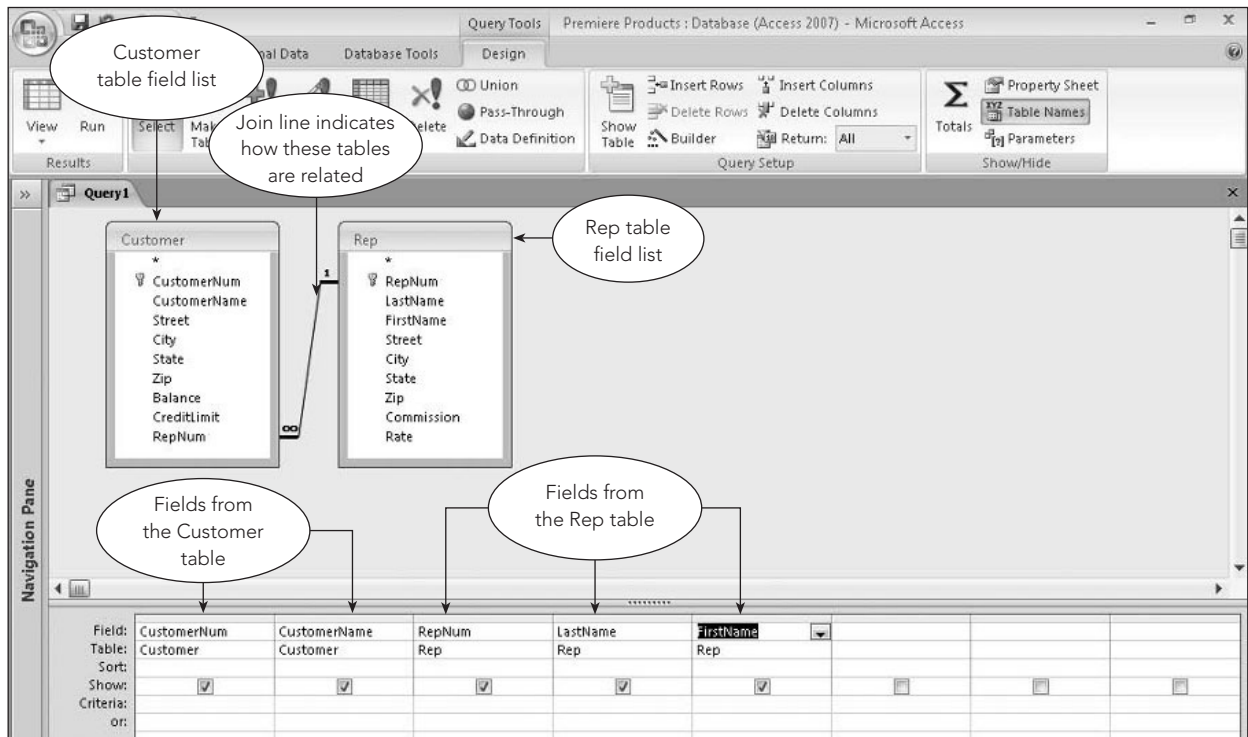 Query Tools
Premiere Products : Database (Access 2007) - Microsoft Access
Customer
table field list
nal Data
Database Tools
Design
View
Run
Select
Results
Join line indicates
how these tables
are related
elete
Union
Pass-Through
Data Definition
Show
Table
Insert Rows
Delete Rows
Builder
Insert Columns
Delete Columns
Return: All
Query Setup
Totals
Property Sheet
Table Names
Parameters
Show/Hide
Query1
Customer
*
CustomerNum
CustomerName
Street
City
State
Zip
Balance
CreditLimit
RepNum
1
∞
Rep
*
RepNum
LastName
FirstName
Street
City
State
Zip
Commission
Rate
Rep table
field list
Navigation Pane
Fields from
the Customer
table
Fields from
the Rep table
Field: CustomerNum CustomerName RepNum LastName FirstName
Table: Customer Customer Rep Rep Rep
Sort:
Show:
Criteria:
or: